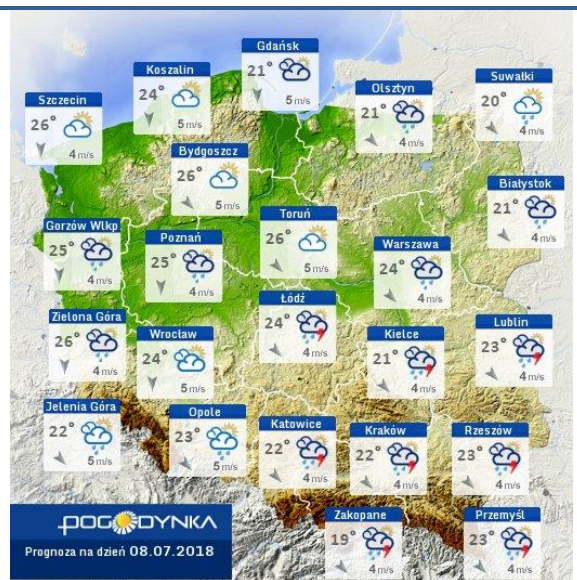 Gdańsk
21°
5 m/s
Koszalin
24°
5 m/s
Suwałki
20°
4 m/s
Olsztyn
21°
4 m/s
Szczecin
26°
4 m/s
Bydgoszcz
26°
5 m/s
Białystok
21°
4 m/s
Toruń
26°
5 m/s
Gorzów Wlkp
25°
4 m/s
Poznań
25°
4 m/s
Warszawa
24°
4 m/s
Łódź
24°
4 m/s
Zielona Góra
26°
4 m/s
Wrocław
24°
5 m/s
Kielce
21°
4 m/s
Lublin
23°
4 m/s
Jelenia Góra
22°
5 m/s
Opole
23°
5 m/s
Katowice
22°
4 m/s
Kraków
22°
4 m/s
Rzeszów
23°
4 m/s
Zakopane
19°
4 m/s
Przemyśl
23°
4 m/s
POGODYNKA
Prognoza na dzień 08.07.2018